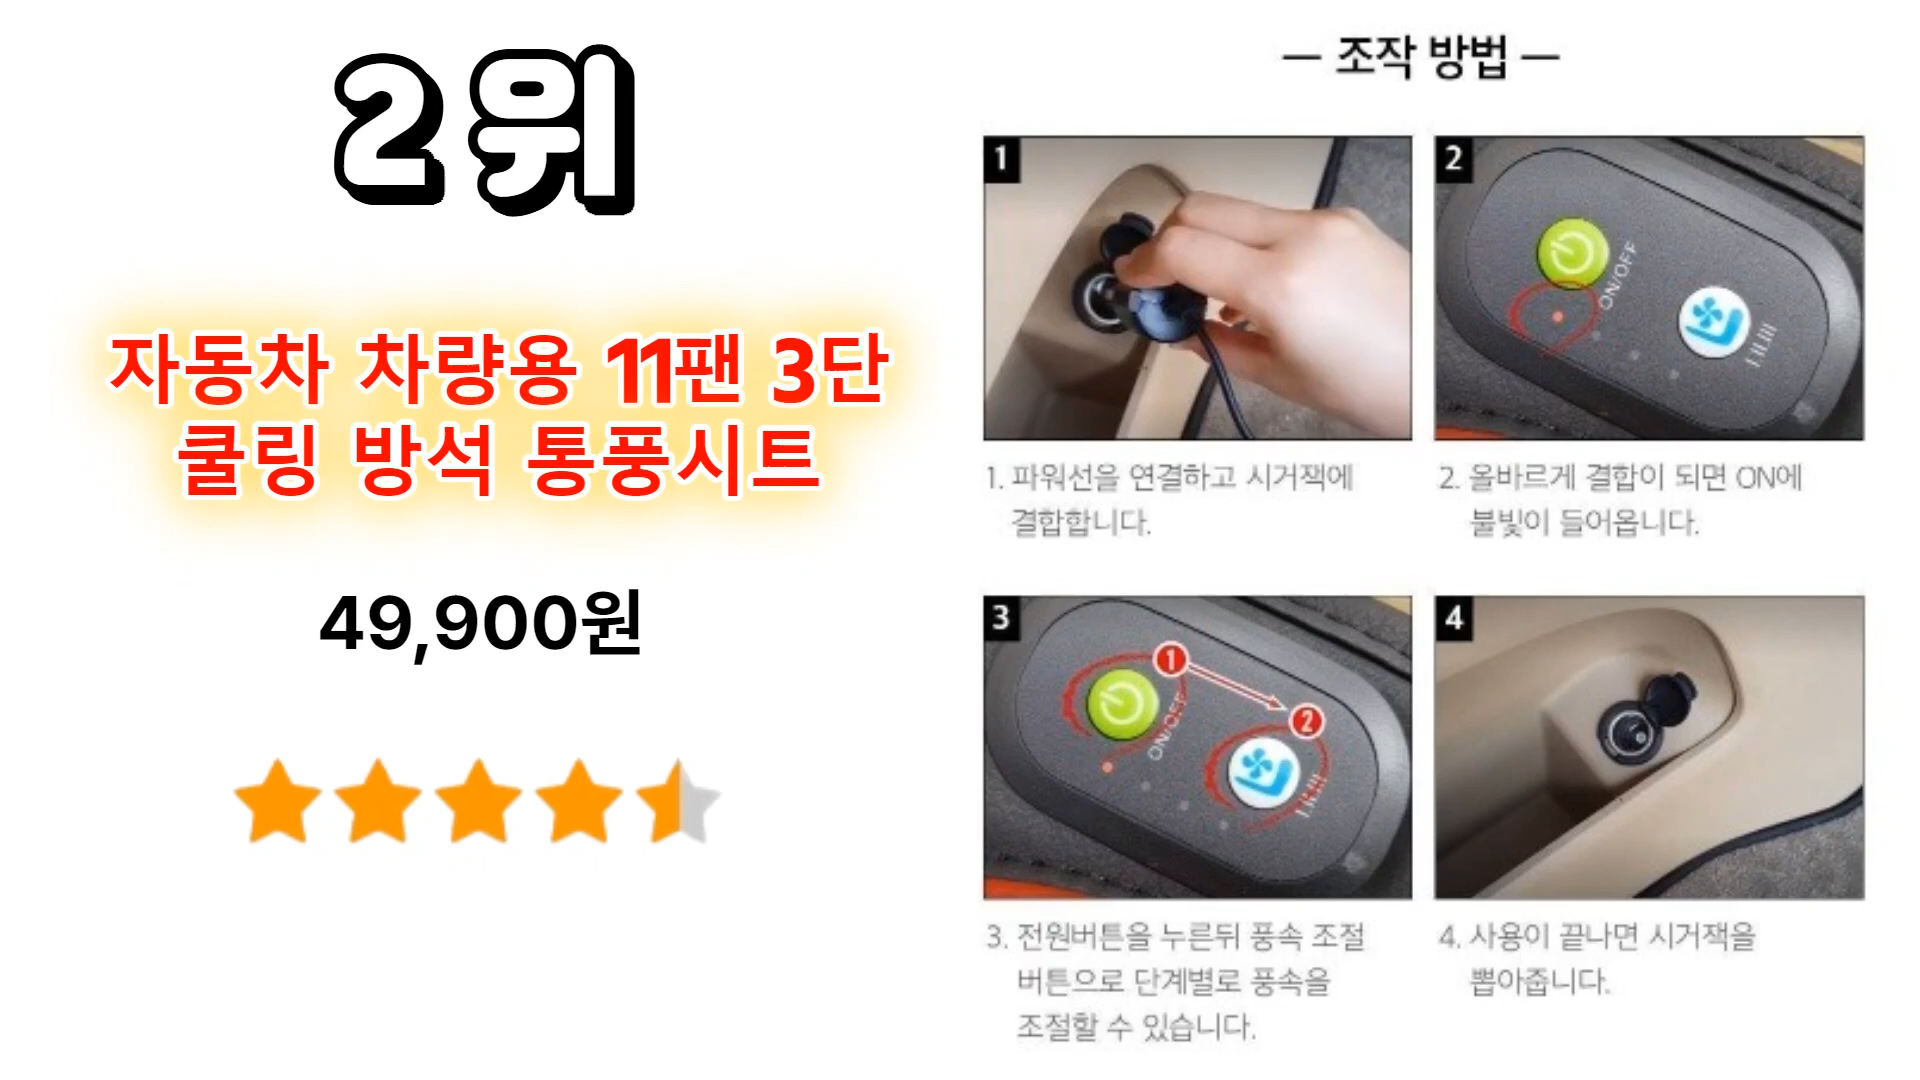 2위
자동차 차량용 11팬 3단
쿨링 방석 통풍시트
49,900원
— 조작 방법 —
1
2
ON/OFF
1. 파워선을 연결하고 시거잭에
결합합니다.
2. 올바르게 결합이 되면 ON에
불빛이 들어옵니다.
3
1
2
ON/OFF
4
3. 전원버튼을 누른뒤 풍속 조절
버튼으로 단계별로 풍속을
조절할 수 있습니다.
4. 사용이 끝나면 시거잭을
뽑아줍니다.